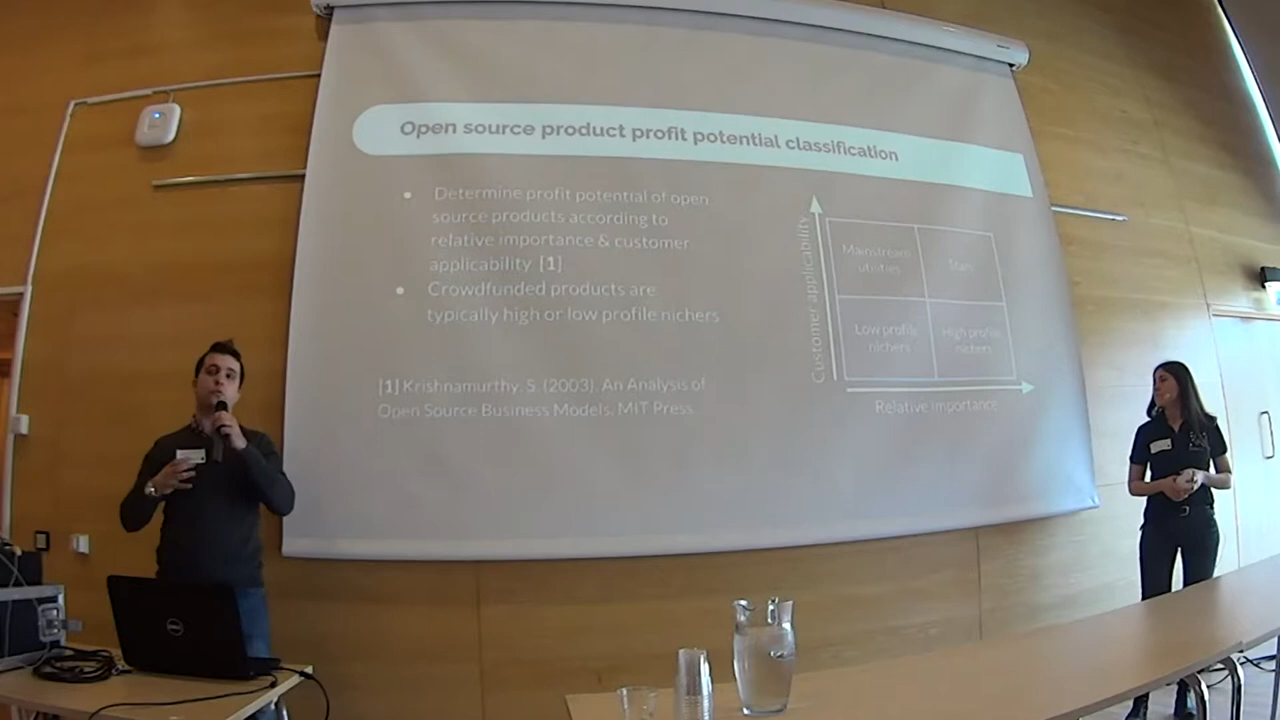 Open source product profit potential classification
Determine profit potential of open
source products according to
relative importance & customer
applicability [1]
Crowdfunded products are
typically high or low profile nichers
[1] Krishnamurthy. S. (2003). An Analysis of
Open Source Business Models. MIT Press.
Customer applicability
Mainstream
utilities
Stars
Low profile
nichers
High profile
nichers
Relative importance
DELL